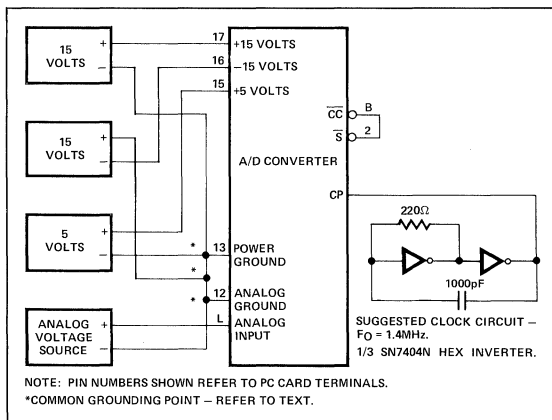 15
VOLTS
+
−
15
VOLTS
+
−
5
VOLTS
+
−
ANALOG
VOLTAGE
SOURCE
+
−
17
+15 VOLTS
16
−15 VOLTS
15
+5 VOLTS
CC
B
S
2
A/D CONVERTER
CP
*
13
POWER
GROUND
*
*
12
ANALOG
GROUND
L
ANALOG
INPUT
220Ω
1000pF
SUGGESTED CLOCK CIRCUIT —
FO = 1.4MHz.
1/3 SN7404N HEX INVERTER.
NOTE: PIN NUMBERS SHOWN REFER TO PC CARD TERMINALS.
*COMMON GROUNDING POINT — REFER TO TEXT.